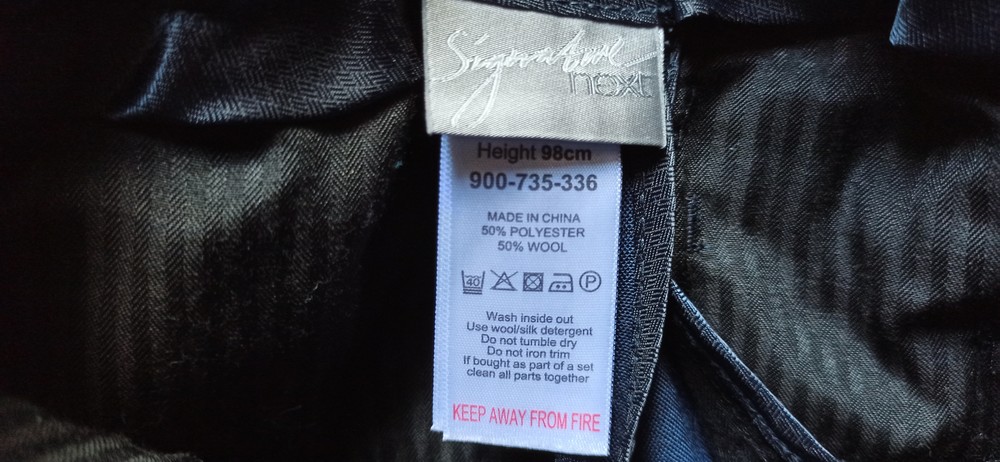 Signature
next
Height 98cm
900-735-336
MADE IN CHINA
50% POLYESTER
50% WOOL
40
P
Wash inside out
Use wool/silk detergent
Do not tumble dry
Do not iron trim
If bought as part of a set
clean all parts together
KEEP AWAY FROM FIRE